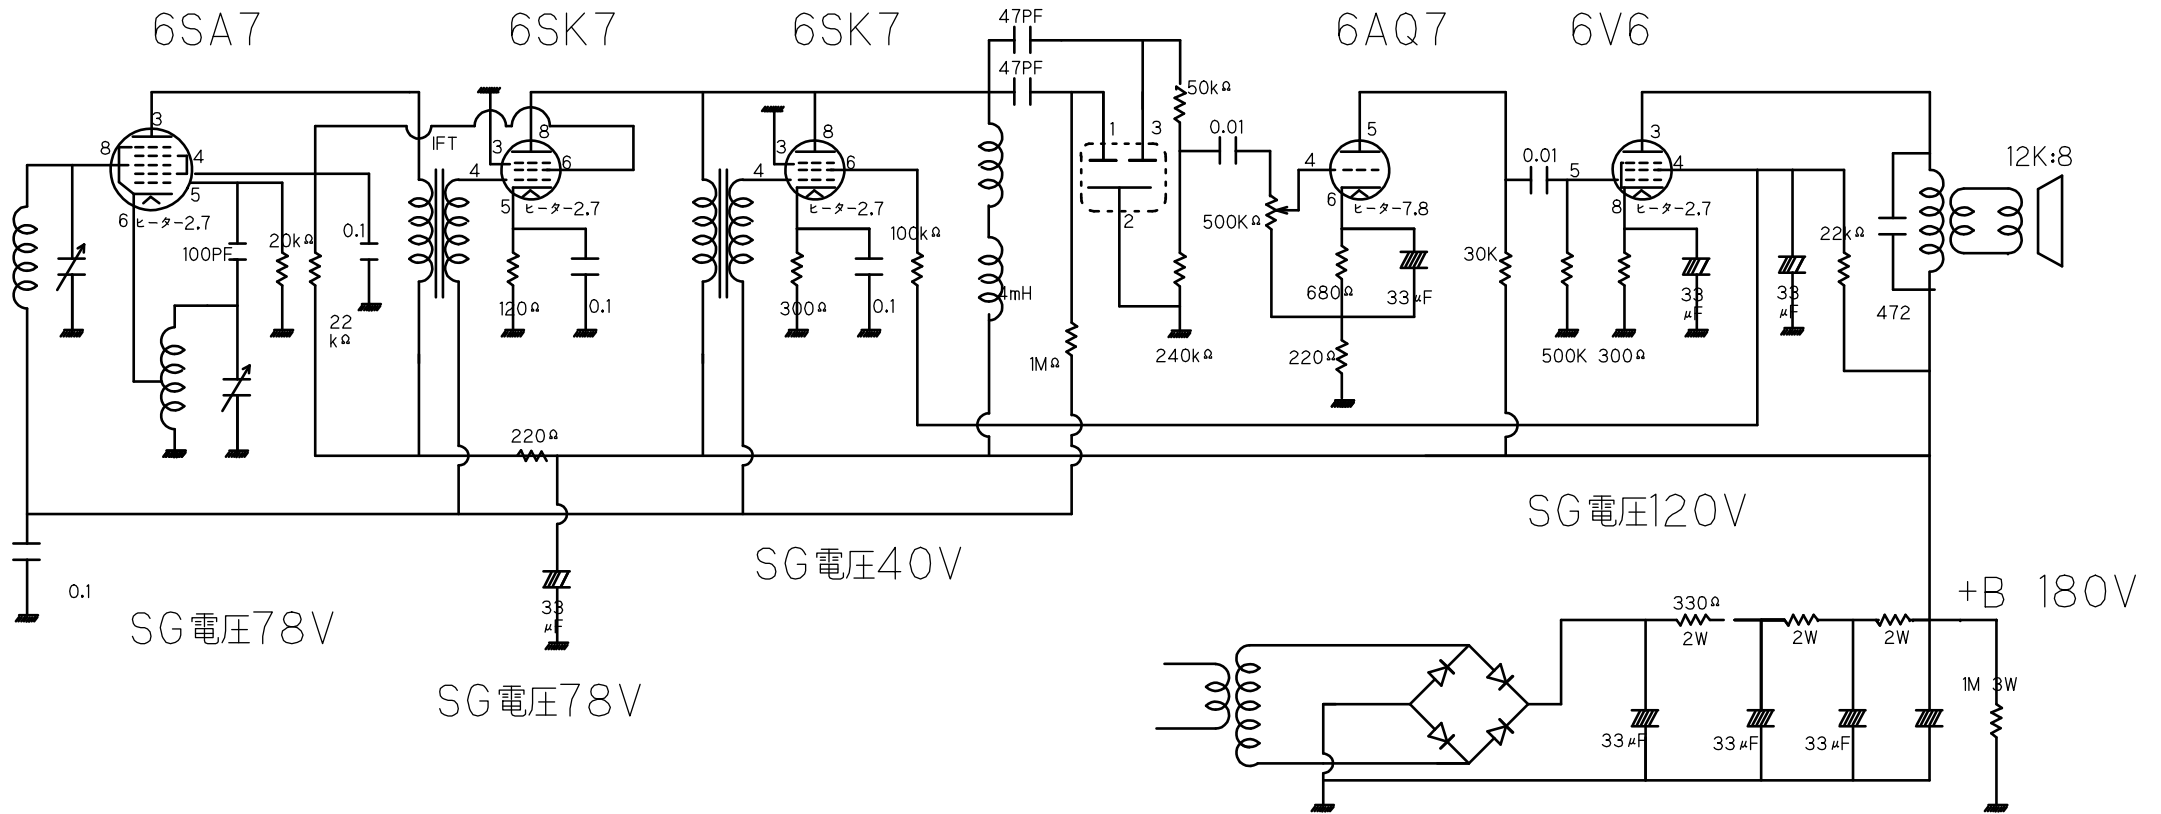 6SA7
6SK7
6SK7
6AQ7
6V6
47PF
47PF
3
8
4
5
6
ヒーター2.7
100PF
20kΩ
0.1
22
kΩ
IFT
3
8
4
6
5
ヒーター2.7
120Ω
0.1
3
8
4
6
ヒーター2.7
300Ω
0.1
100kΩ
4mH
1MΩ
1
3
2
50kΩ
0.01
240kΩ
500KΩ
5
4
6
ヒーター7.8
680Ω
33μF
220Ω
30K
0.01
5
3
4
8
ヒーター2.7
500K
300Ω
33
μF
33
μF
22kΩ
472
12K:8
220Ω
33
μF
0.1
SG電圧78V
SG電圧78V
SG電圧40V
SG電圧120V
+B 180V
330Ω
2W
2W
2W
1M 3W
33μF
33μF
33μF